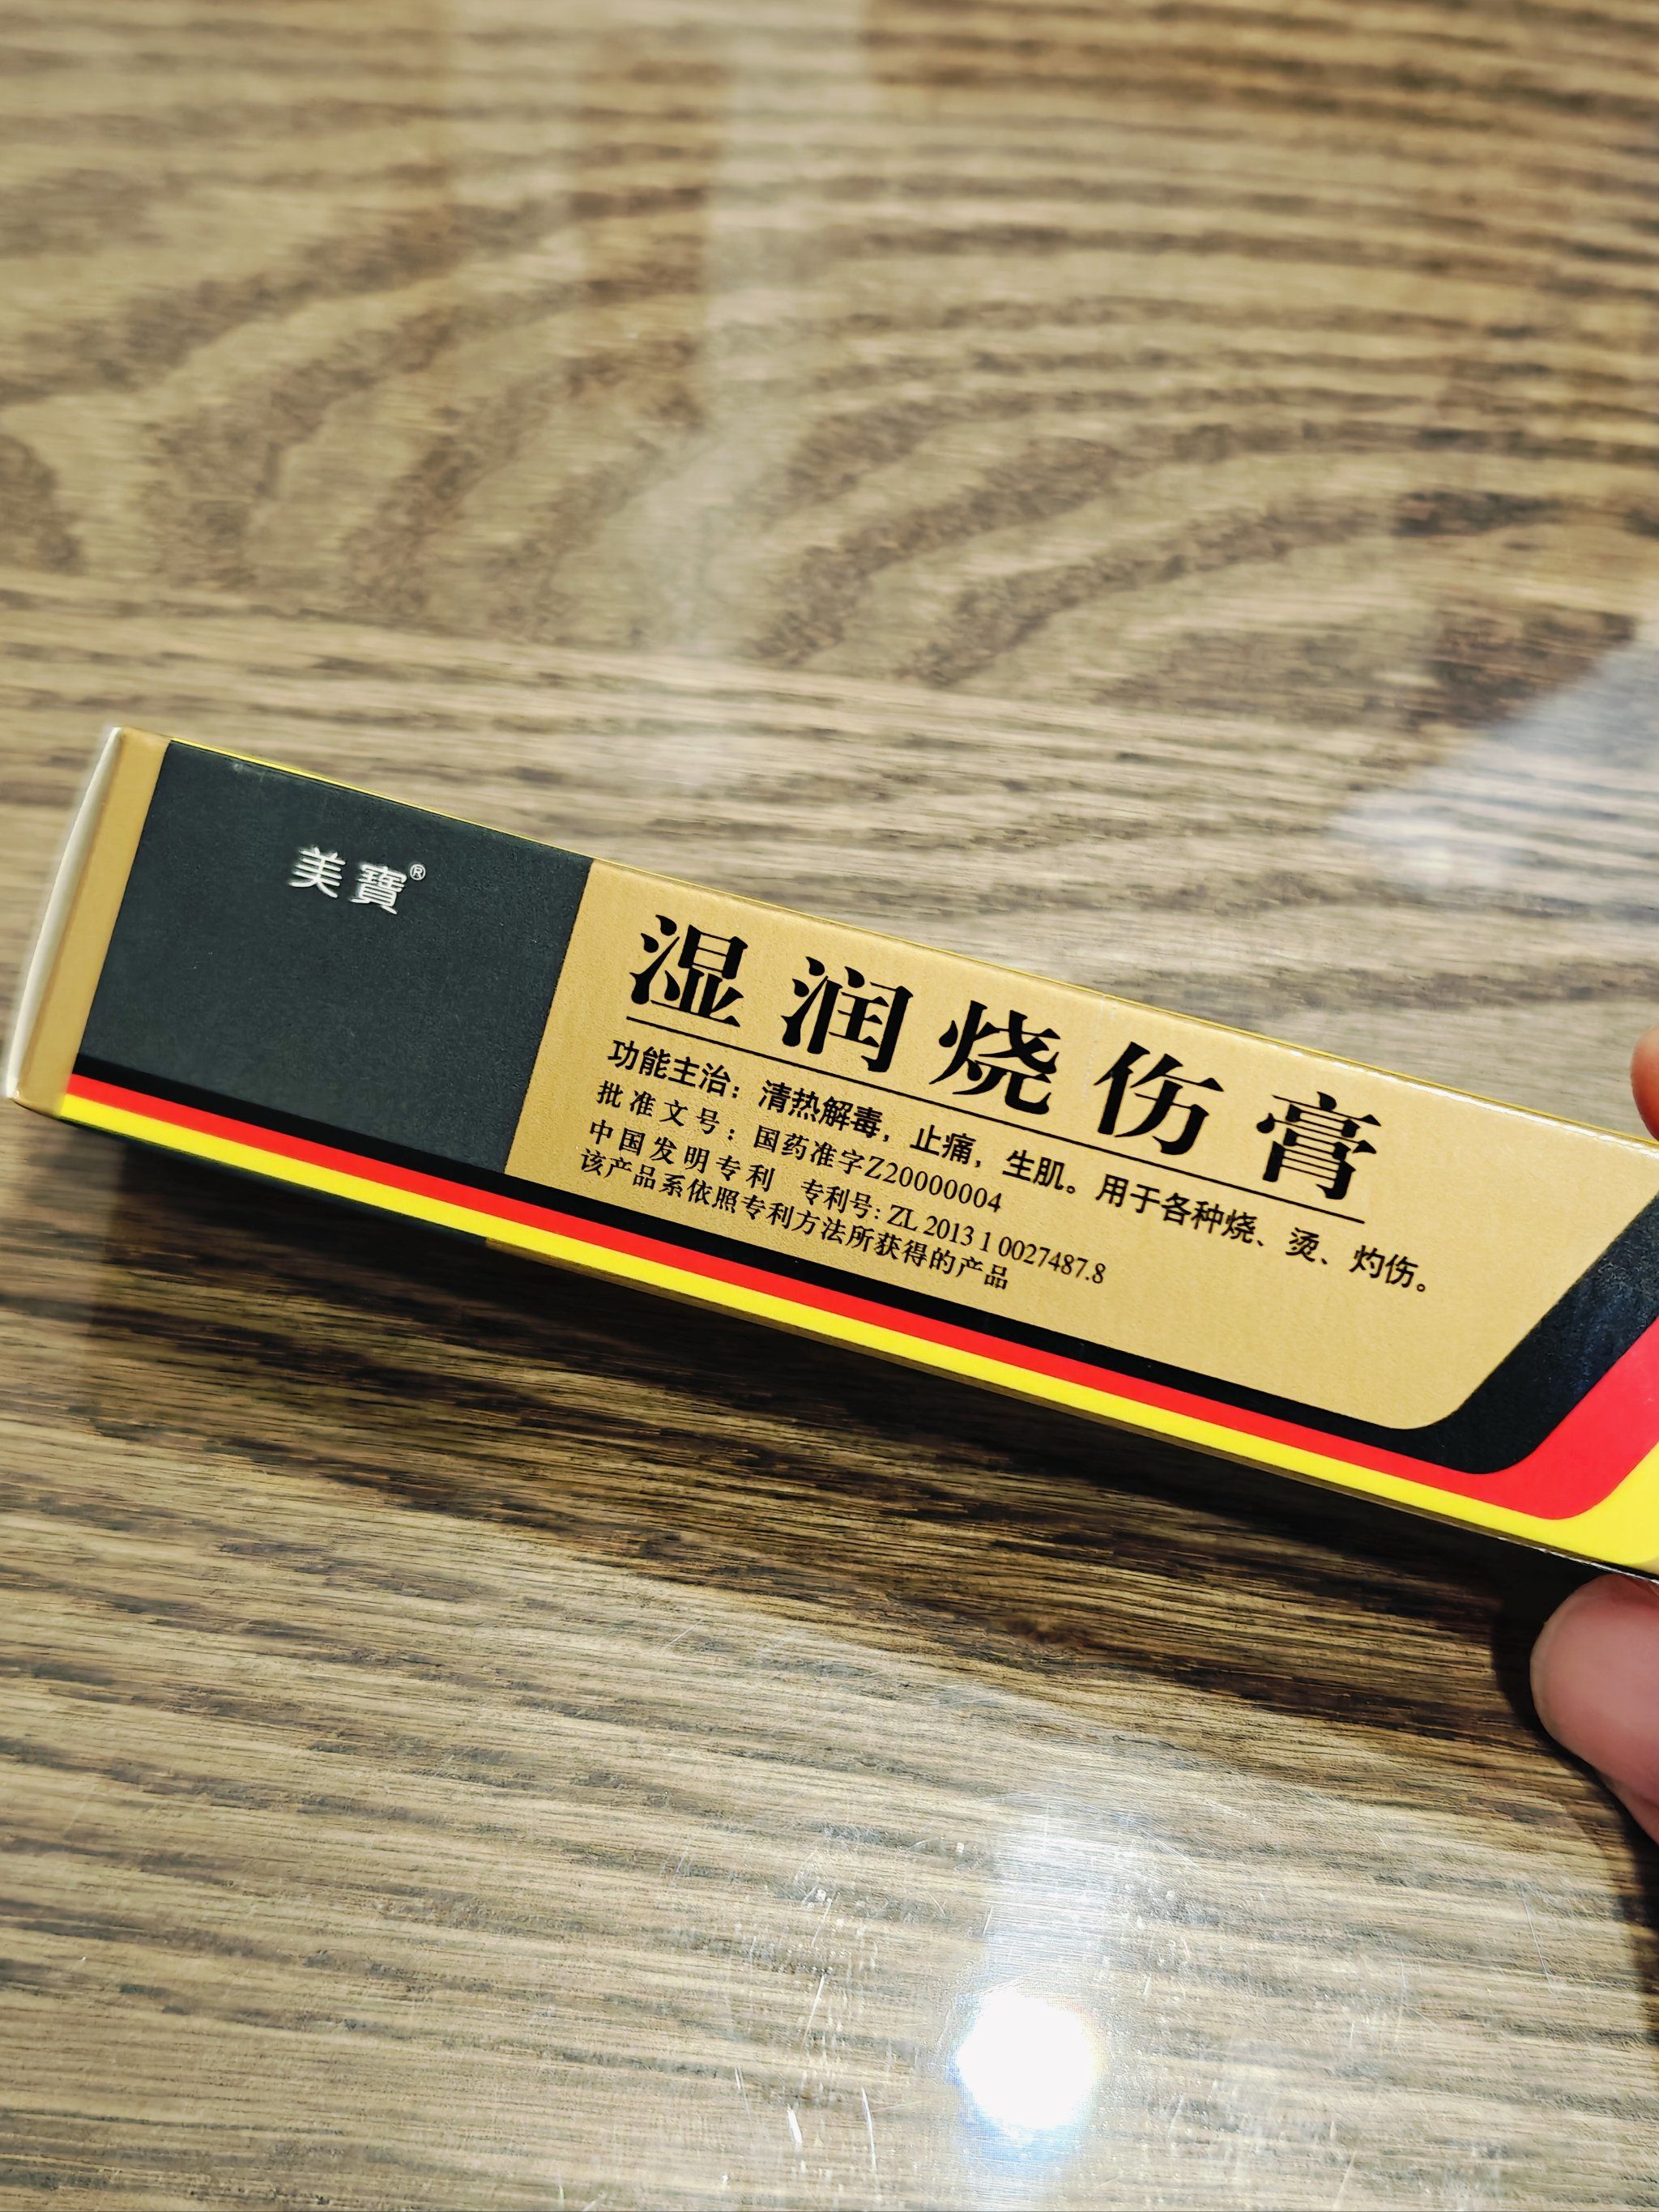 美寶®
湿润烧伤膏
功能主治：清热解毒，止痛，生肌。用于各种烧、烫、灼伤。
批准文号：国药准字Z20000004
中国发明专利 专利号: ZL 2013 1 0027487.8
该产品系依照专利方法所获得的产品